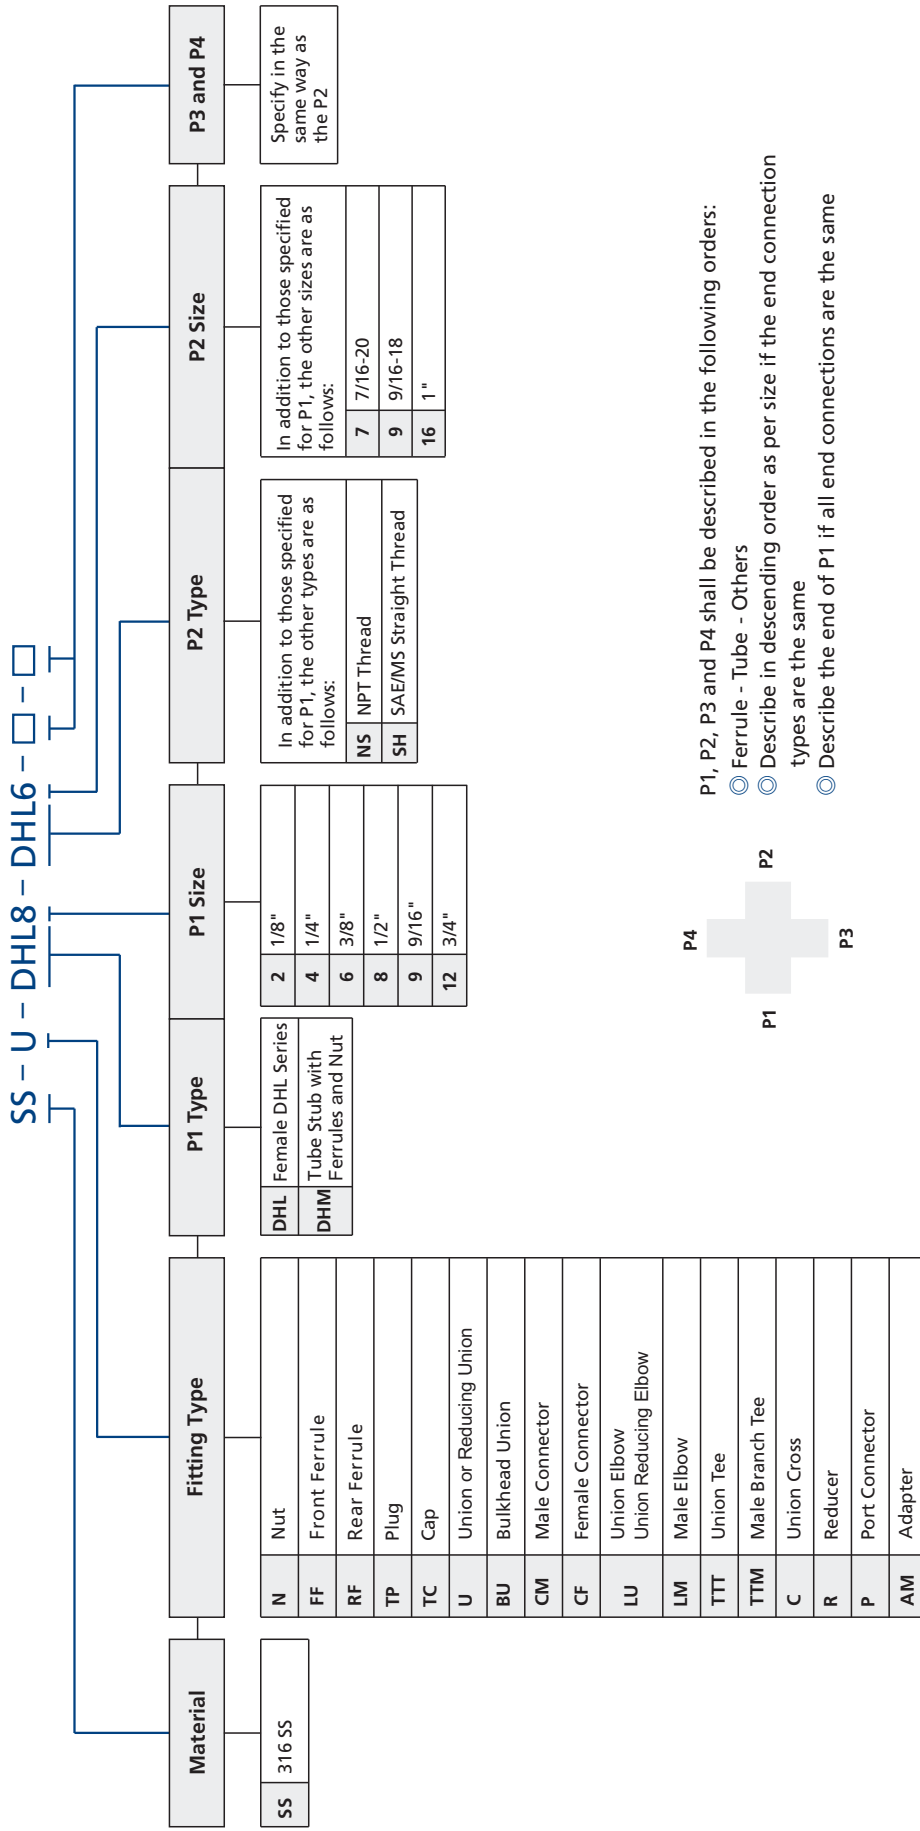 SS – U – DHL8 – DHL6 – □ – □
Material
SS 316 SS
Fitting Type
N Nut
FF Front Ferrule
RF Rear Ferrule
TP Plug
TC Cap
U Union or Reducing Union
BU Bulkhead Union
CM Male Connector
CF Female Connector
LU Union Elbow
Union Reducing Elbow
LM Male Elbow
TTT Union Tee
TTM Male Branch Tee
C Union Cross
R Reducer
P Port Connector
AM Adapter
P1 Type
DHL Female DHL Series
DHM Tube Stub with
Ferrules and Nut
P1 Size
2 1/8"
4 1/4"
6 3/8"
8 1/2"
9 9/16"
12 3/4"
P2 Type
In addition to those specified
for P1, the other types are as
follows:
NS NPT Thread
SH SAE/MS Straight Thread
P2 Size
In addition to those specified
for P1, the other sizes are as
follows:
7 7/16-20
9 9/16-18
16 1"
P3 and P4
Specify in the
same way as
the P2
P4
P1
P2
P3
P1, P2, P3 and P4 shall be described in the following orders:
◎ Ferrule - Tube - Others
◎ Describe in descending order as per size if the end connection
types are the same
◎ Describe the end of P1 if all end connections are the same